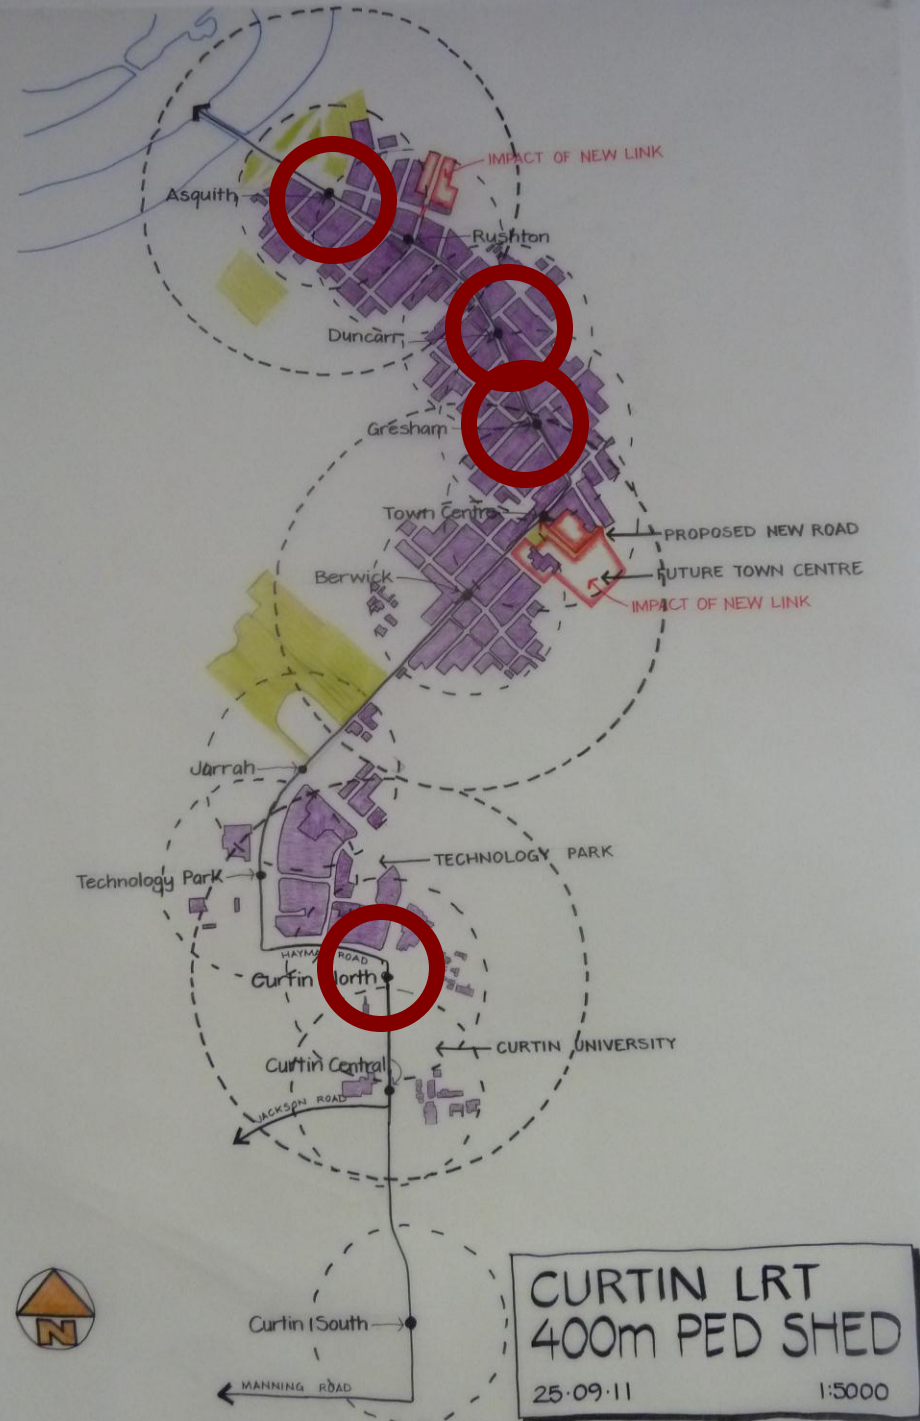 IMPACT OF NEW LINK
Asquith
Rushton
Duncan
Gresham
Town Centre
PROPOSED NEW ROAD
FUTURE TOWN CENTRE
Berwick
IMPACT OF NEW LINK
Jarrah
TECHNOLOGY PARK
Technology Park
HAYMAN ROAD
Curtin North
CURTIN UNIVERSITY
Curtin Central
JACKSON ROAD
Curtin South
MANNING ROAD
N
CURTIN LRT
400m PED SHED
25·09·11 1:5000